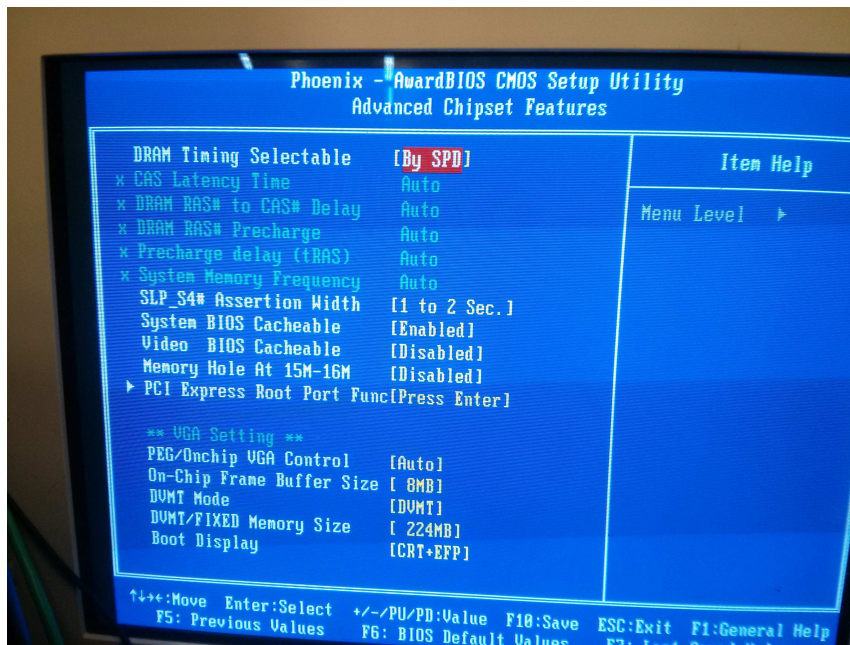 Phoenix - AwardBIOS CMOS Setup Utility
Advanced Chipset Features
DRAM Timing Selectable [By SPD]
x CAS Latency Time Auto
x DRAM RAS# to CAS# Delay Auto
x DRAM RAS# Precharge Auto
x Precharge delay (tRAS) Auto
x System Memory Frequency Auto
SLP_S4# Assertion Width [1 to 2 Sec.]
System BIOS Cacheable [Enabled]
Video BIOS Cacheable [Disabled]
Memory Hole At 15M-16M [Disabled]
▶ PCI Express Root Port Func[Press Enter]
** VGA Setting **
PEG/Onchip VGA Control [Auto]
On-Chip Frame Buffer Size [ 8MB]
DVMT Mode [DVMT]
DVMT/FIXED Memory Size [ 224MB]
Boot Display [CRT+EFP]
Item Help
Menu Level ▶
↑↓→←:Move Enter:Select +/-/PU/PD:Value F10:Save ESC:Exit F1:General Help
F5: Previous Values F6: BIOS Default Values